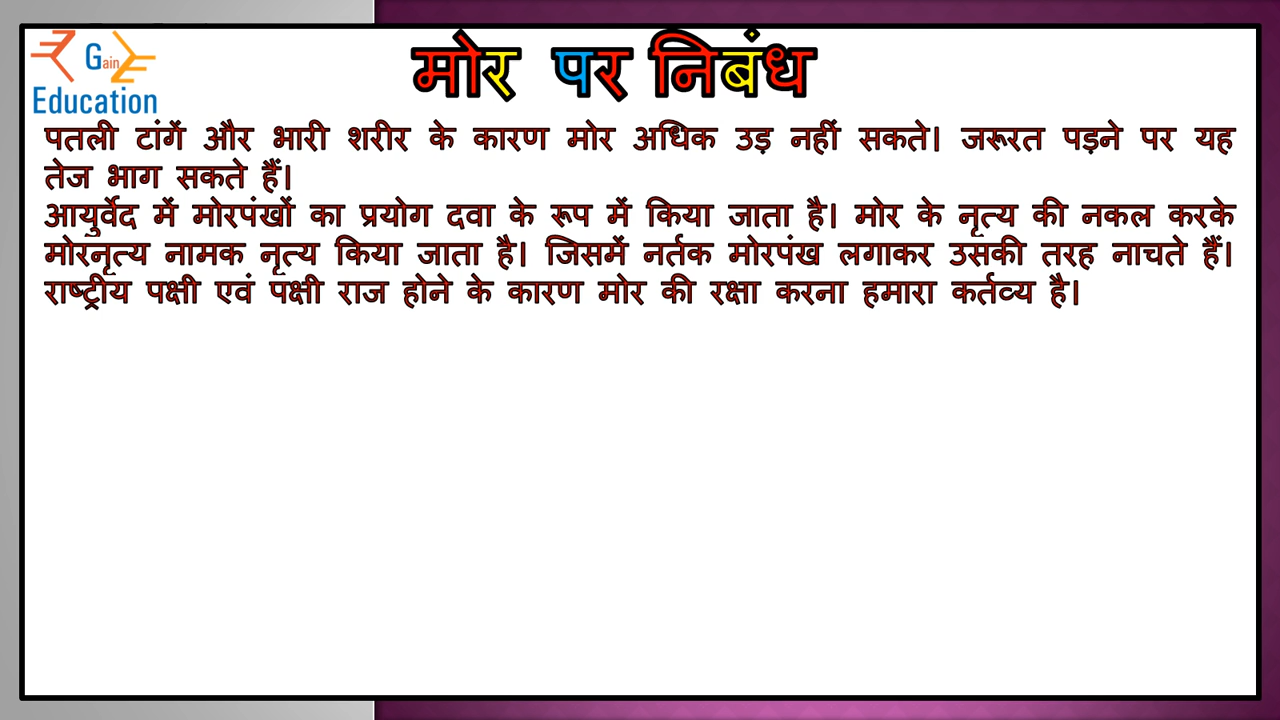 Gain
Education
मोर पर निबंध
पतली टांगें और भारी शरीर के कारण मोर अधिक उड़ नहीं सकते। जरूरत पड़ने पर यह
तेज भाग सकते हैं।
आयुर्वेद में मोरपंखों का प्रयोग दवा के रूप में किया जाता है। मोर के नृत्य की नकल करके
मोरनृत्य नामक नृत्य किया जाता है। जिसमें नर्तक मोरपंख लगाकर उसकी तरह नाचते हैं।
राष्ट्रीय पक्षी एवं पक्षी राज होने के कारण मोर की रक्षा करना हमारा कर्तव्य है।